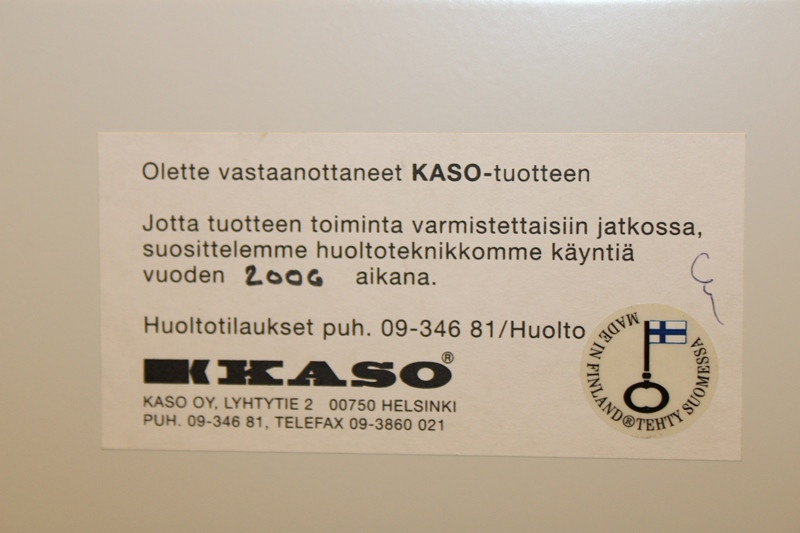 Olette vastaanottaneet KASO-tuotteen
Jotta tuotteen toiminta varmistettaisiin jatkossa,
suosittelemme huoltoteknikkomme käyntiä
vuoden 2006 aikana.
Huoltotilaukset puh. 09-346 81/Huolto
KASO®
KASO OY, LYHTYTIE 2 00750 HELSINKI
PUH. 09-346 81, TELEFAX 09-3860 021
MADE IN FINLAND® TEHTY SUOMESSA